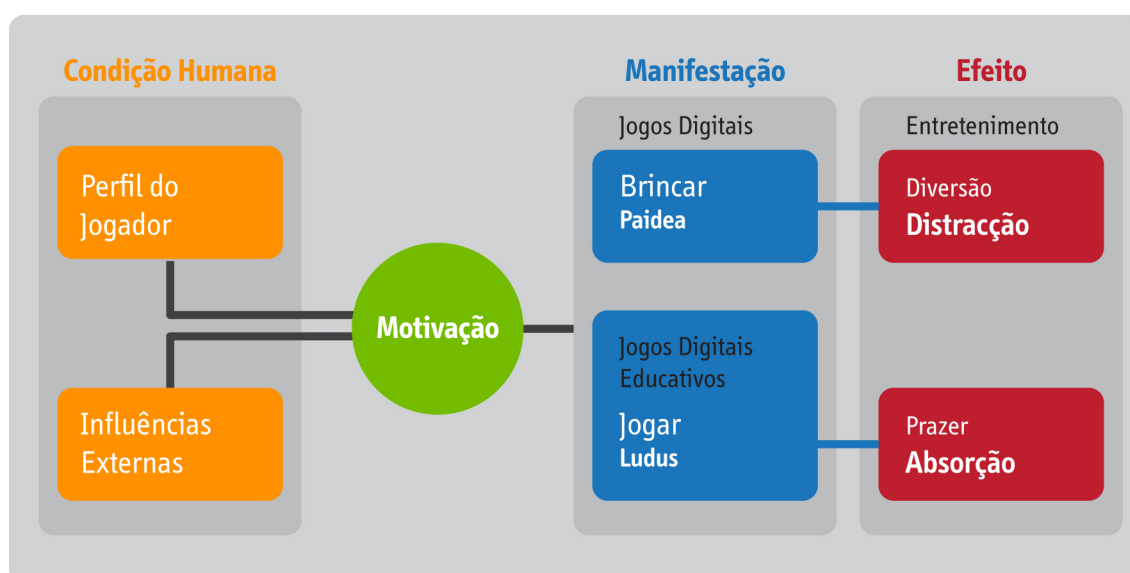 Condição Humana
Perfil do
Jogador
Influências
Externas
Motivação
Manifestação
Jogos Digitais
Brincar
Paidea
Jogos Digitais
Educativos
Jogar
Ludus
Efeito
Entretenimento
Diversão
Distracção
Prazer
Absorção